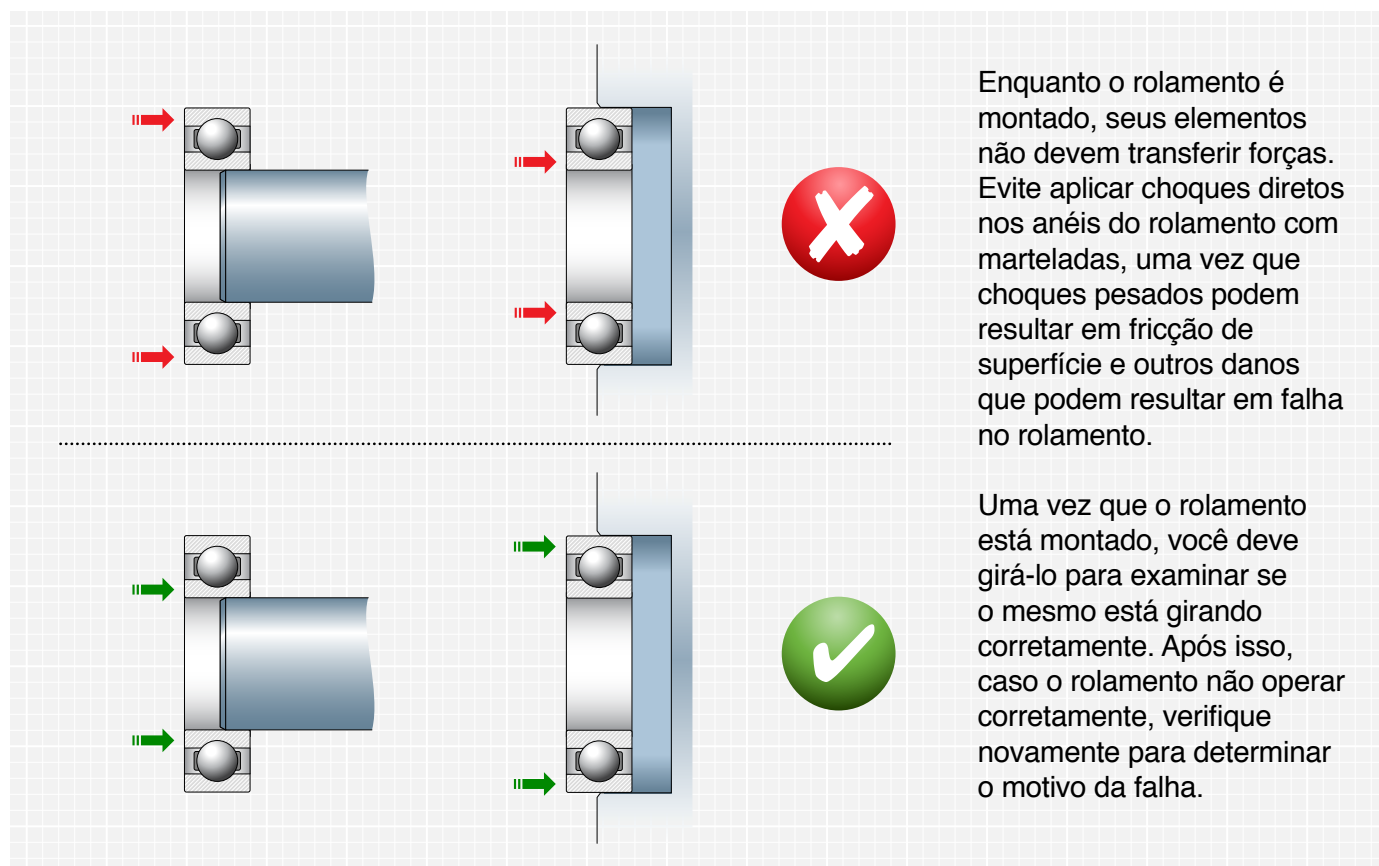 Enquanto o rolamento é
montado, seus elementos
não devem transferir forças.
Evite aplicar choques diretos
nos anéis do rolamento com
marteladas, uma vez que
choques pesados podem
resultar em fricção de
superfície e outros danos
que podem resultar em falha
no rolamento.
Uma vez que o rolamento
está montado, você deve
girá-lo para examinar se
o mesmo está girando
corretamente. Após isso,
caso o rolamento não operar
corretamente, verifique
novamente para determinar
o motivo da falha.